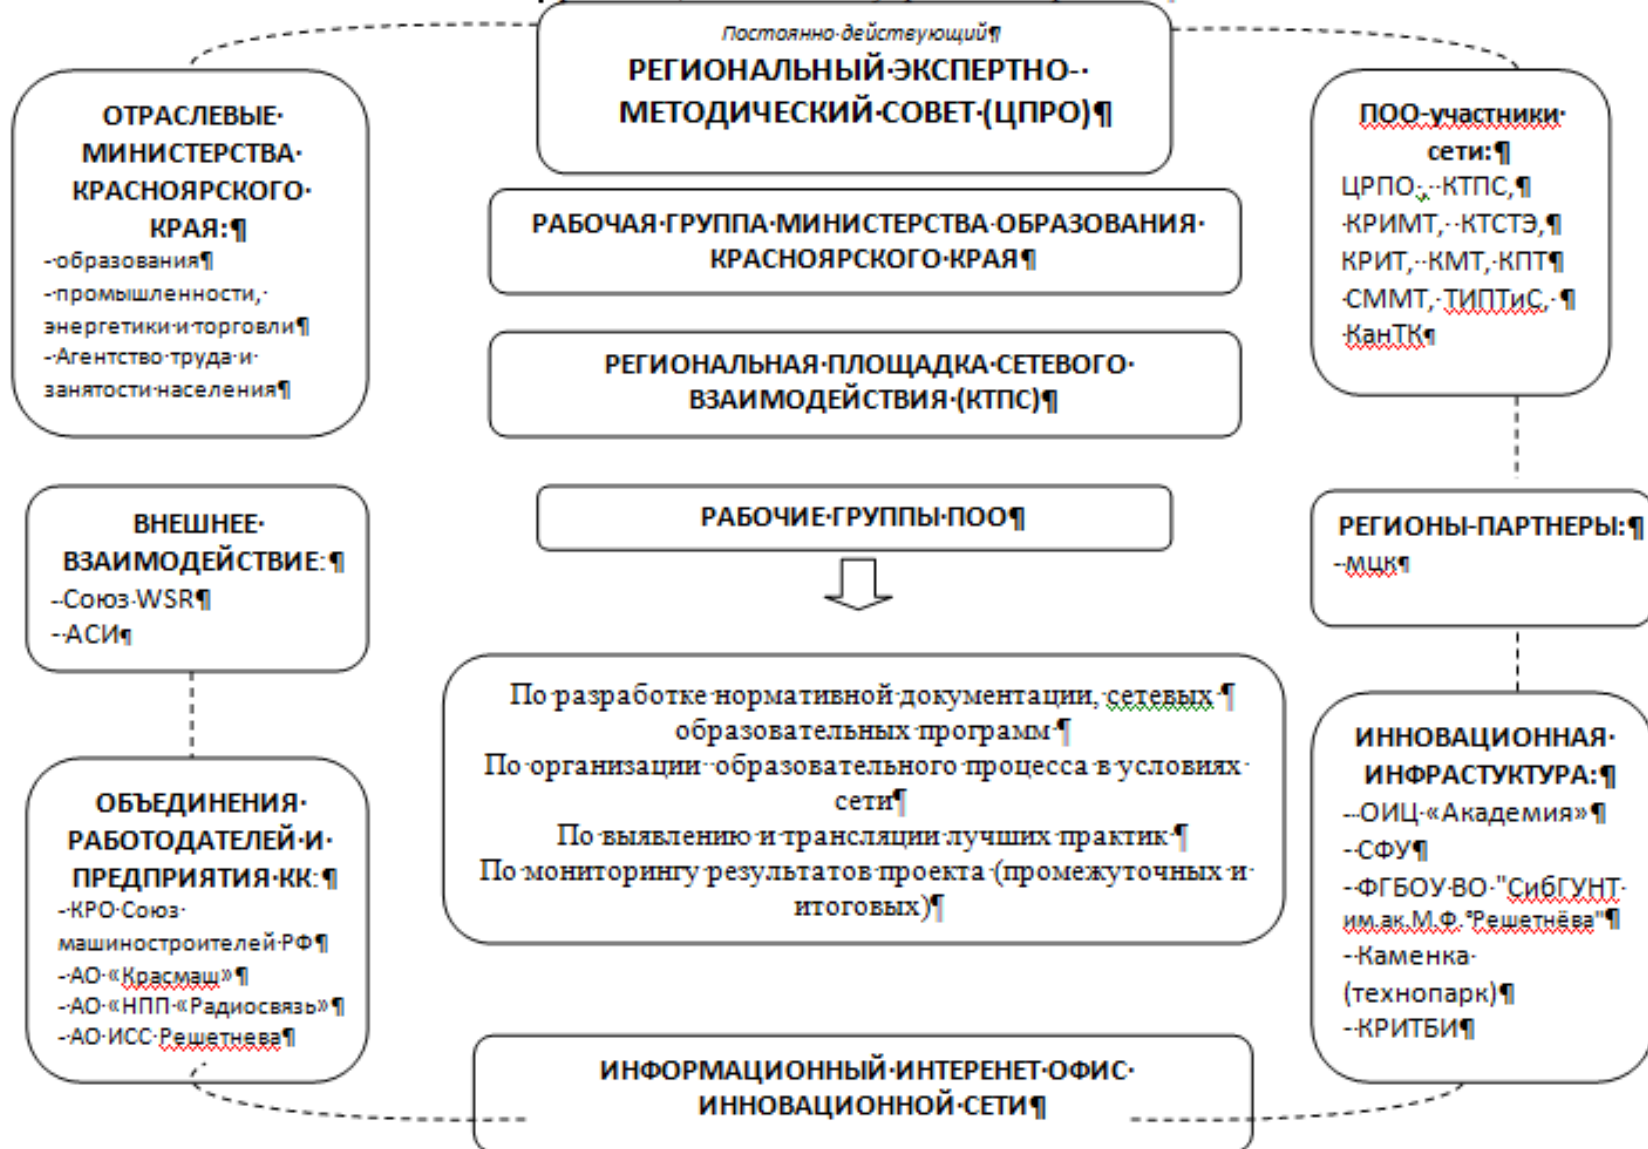 Постоянно действующий¶
РЕГИОНАЛЬНЫЙ ЭКСПЕРТНО-
МЕТОДИЧЕСКИЙ СОВЕТ (ЦПРО)¶
ОТРАСЛЕВЫЕ
МИНИСТЕРСТВА
КРАСНОЯРСКОГО
КРАЯ:¶
- образования¶
- промышленности,
энергетики и торговли¶
- Агентство труда и
занятости населения¶
РАБОЧАЯ ГРУППА МИНИСТЕРСТВА ОБРАЗОВАНИЯ
КРАСНОЯРСКОГО КРАЯ¶
РЕГИОНАЛЬНАЯ ПЛОЩАДКА СЕТЕВОГО
ВЗАИМОДЕЙСТВИЯ (КТПС)¶
РАБОЧИЕ ГРУППЫ ПОО¶
ПОО-участники
сети:¶
ЦРПО:, КТПС,¶
КРИМТ, КТСТЭ,¶
КРИТ, КМТ, КПТ¶
СММТ, ТИПТиС, ¶
КанТК¶
ВНЕШНЕЕ
ВЗАИМОДЕЙСТВИЕ:¶
- Союз WSR¶
- АСИ¶
РЕГИОНЫ-ПАРТНЕРЫ:¶
- МЦК¶
По разработке нормативной документации, сетевых ¶
образовательных программ ¶
По организации образовательного процесса в условиях
сети¶
По выявлению и трансляции лучших практик ¶
По мониторингу результатов проекта (промежуточных и
итоговых)¶
ОБЪЕДИНЕНИЯ
РАБОТОДАТЕЛЕЙ И
ПРЕДПРИЯТИЯ КК:¶
- КРО Союз
машиностроителей РФ¶
- АО «Красмаш»¶
- АО «НПП «Радиосвязь»¶
- АО ИСС Решетнева¶
ИННОВАЦИОННАЯ
ИНФРАСТУКТУРА:¶
- ОИЦ «Академия»¶
- СФУ¶
- ФГБОУ ВО "СибГУНТ
им.ак.М.Ф.°Решетнёва"¶
- Каменка
(технопарк)¶
- КРИТБИ¶
ИНФОРМАЦИОННЫЙ ИНТЕРЕНЕТ ОФИС
ИННОВАЦИОННОЙ СЕТИ¶